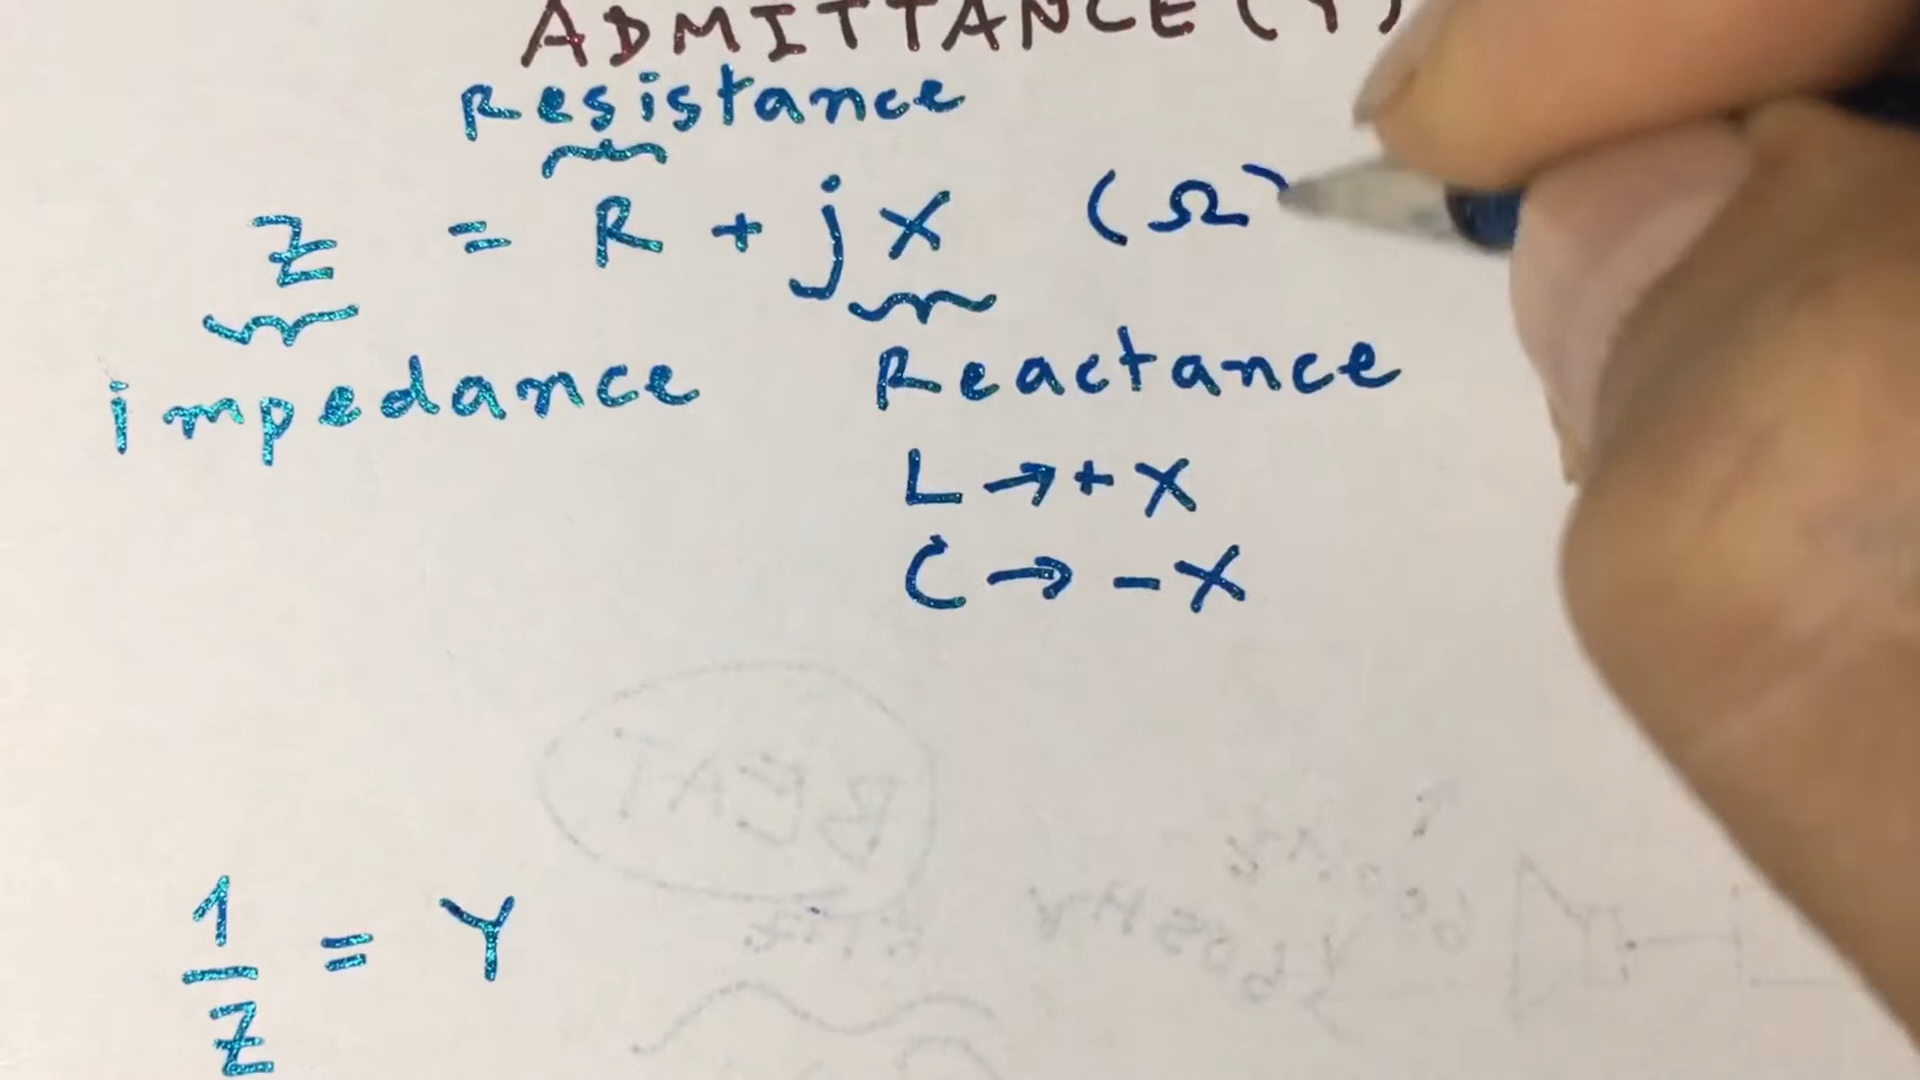 ADMITTANCE (Y)
Resistance
Z = R + jX (Ω)
impedance Reactance
L → + X
C → - X
1/Z = Y